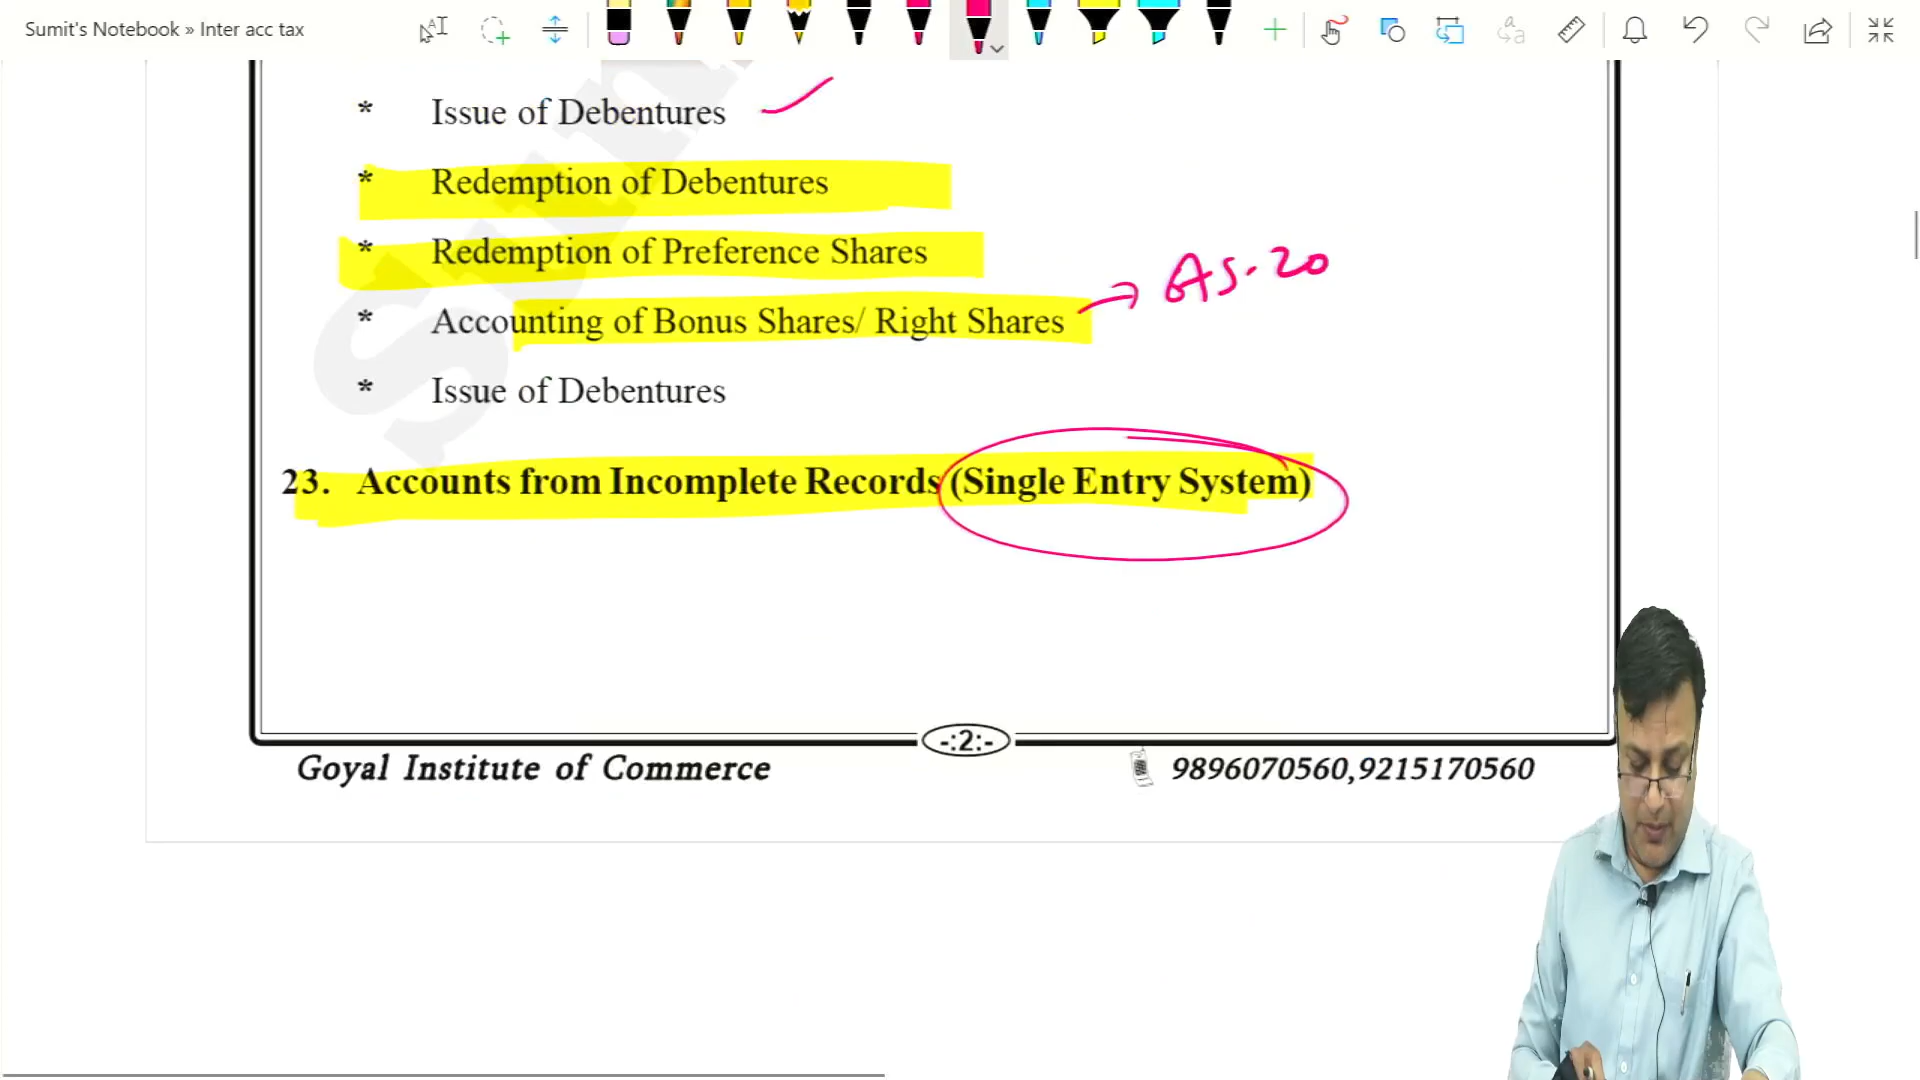 Sumit's Notebook » Inter acc tax
* Issue of Debentures
* Redemption of Debentures
* Redemption of Preference Shares
* Accounting of Bonus Shares/ Right Shares → AS-20
* Issue of Debentures
23. Accounts from Incomplete Records (Single Entry System)
-:2:-
Goyal Institute of Commerce 9896070560,9215170560